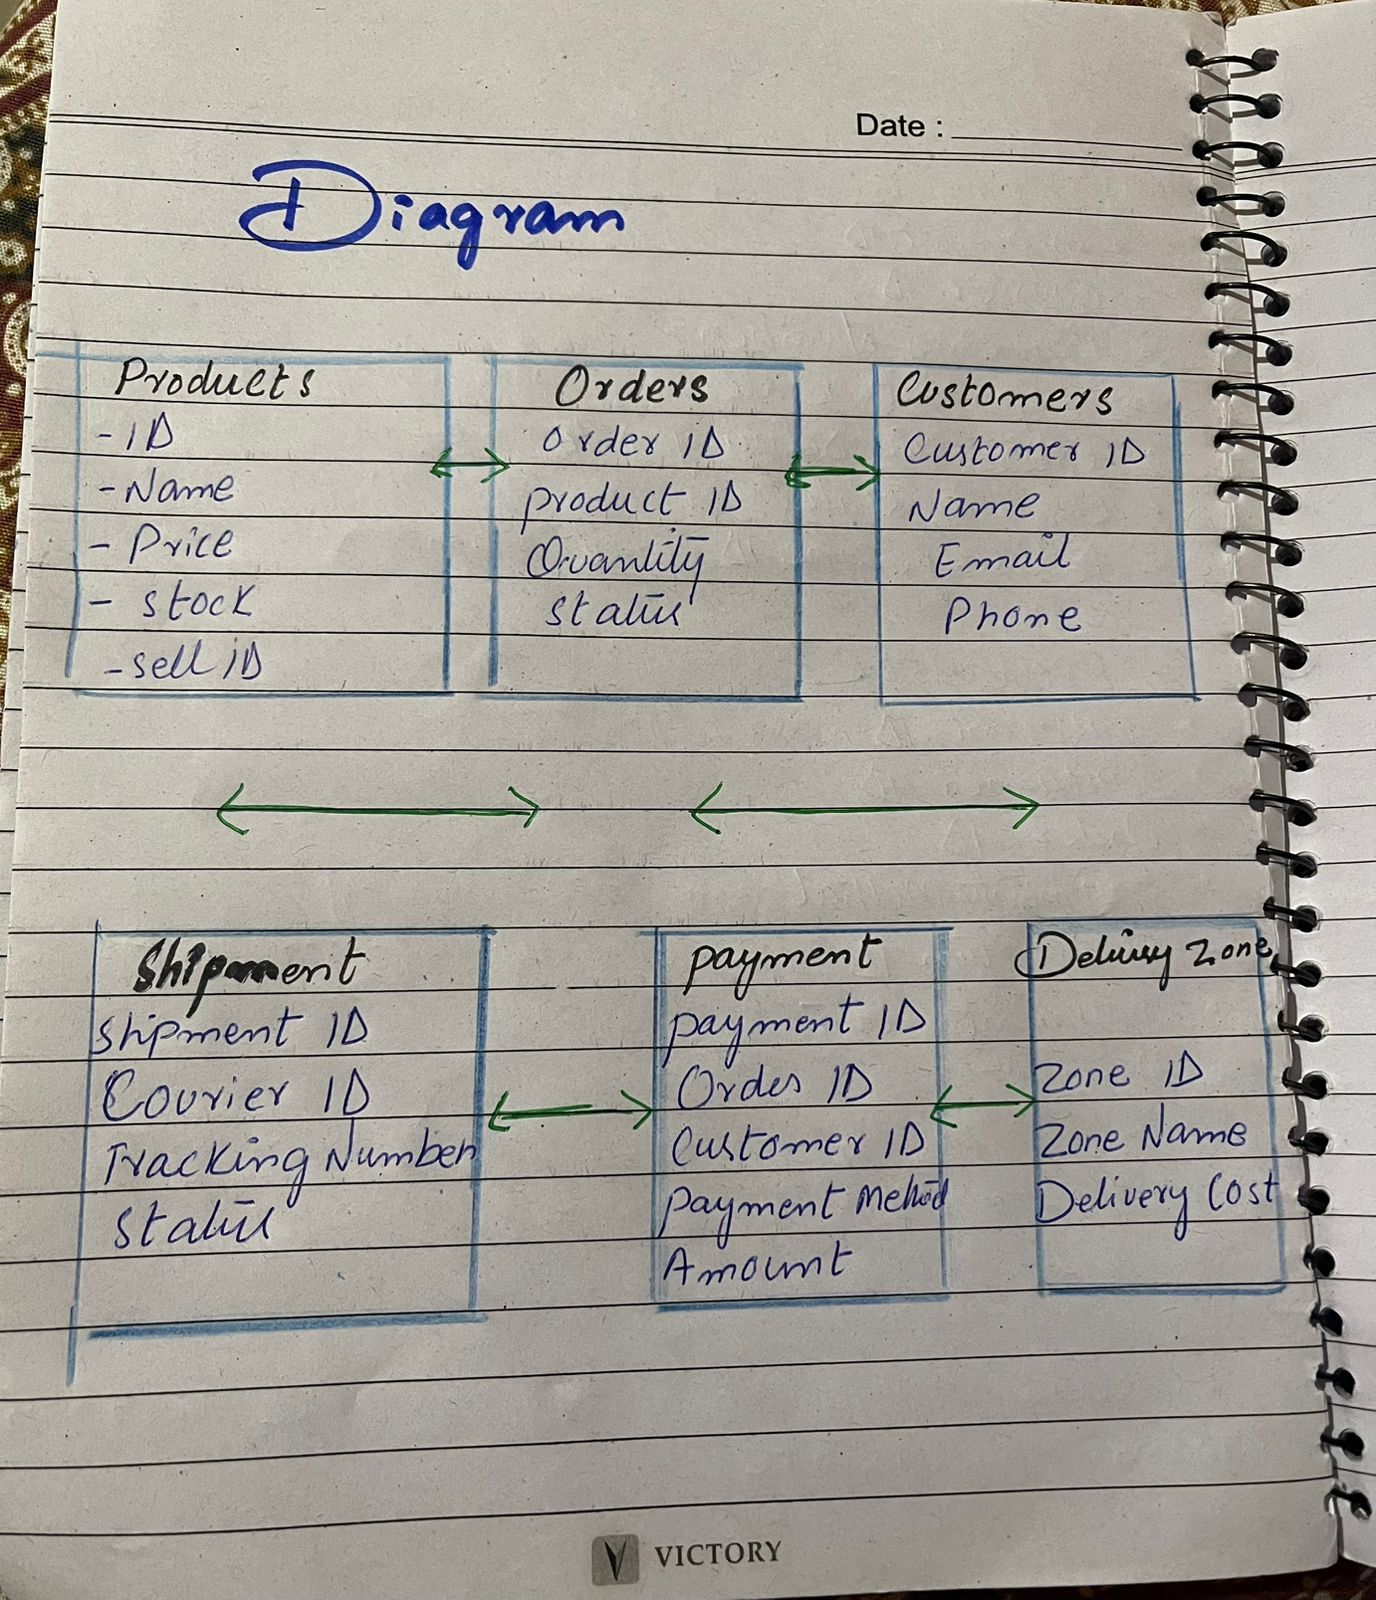 Date :
Diagram
Products
-ID
-Name
- Price
- stock
-sell ID
Orders
Order ID
product ID
Quantity
status
Customers
Customer ID
Name
Email
Phone
Shipment
Shipment ID
Courier ID
Tracking Number
status
payment
payment ID
Order ID
Customer ID
payment Method
Amount
Delivery Zone
Zone ID
Zone Name
Delivery Cost
VICTORY